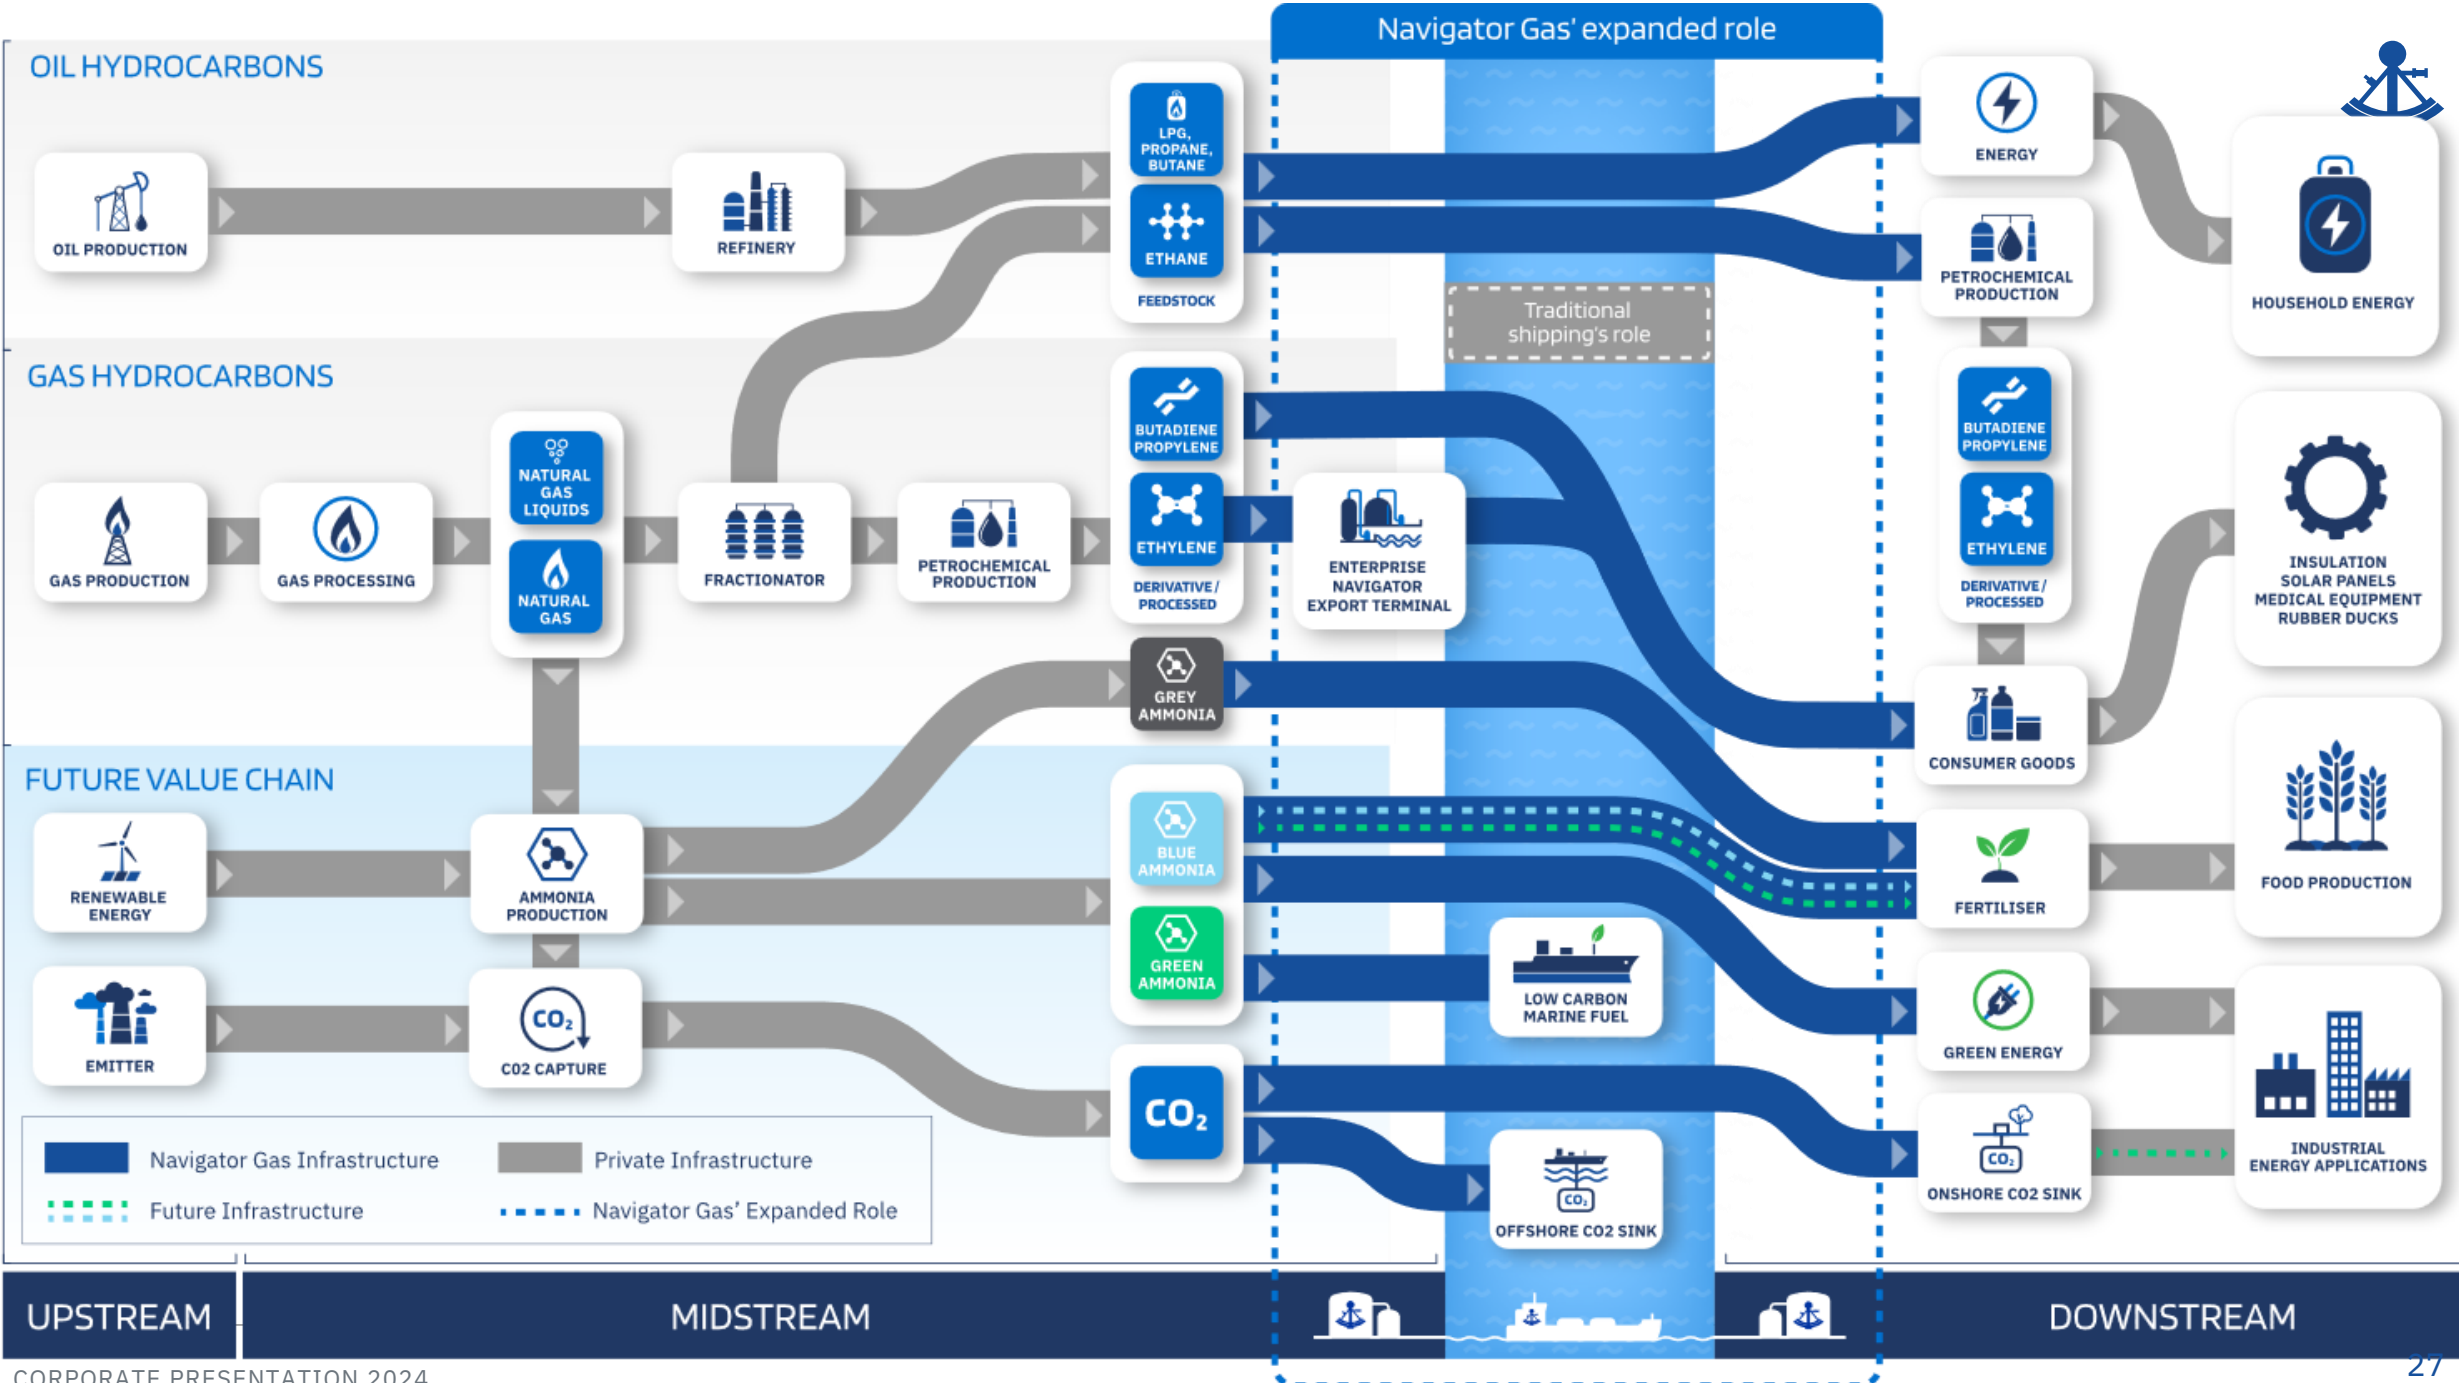 Navigator Gas' expanded role
OIL HYDROCARBONS
OIL PRODUCTION
REFINERY
LPG,
PROPANE,
BUTANE
ETHANE
FEEDSTOCK
Traditional
shipping's role
ENERGY
PETROCHEMICAL
PRODUCTION
HOUSEHOLD ENERGY
GAS HYDROCARBONS
GAS PRODUCTION
GAS PROCESSING
NATURAL
GAS
LIQUIDS
NATURAL
GAS
FRACTIONATOR
PETROCHEMICAL
PRODUCTION
BUTADIENE
PROPYLENE
ETHYLENE
DERIVATIVE/
PROCESSED
ENTERPRISE
NAVIGATOR
EXPORT TERMINAL
BUTADIENE
PROPYLENE
ETHYLENE
DERIVATIVE/
PROCESSED
INSULATION
SOLAR PANELS
MEDICAL EQUIPMENT
RUBBER DUCKS
GREY
AMMONIA
CONSUMER GOODS
FUTURE VALUE CHAIN
RENEWABLE
ENERGY
AMMONIA
PRODUCTION
BLUE
AMMONIA
GREEN
AMMONIA
FERTILISER
FOOD PRODUCTION
EMITTER
CO₂
C02 CAPTURE
LOW CARBON
MARINE FUEL
GREEN ENERGY
CO₂
CO₂
OFFSHORE CO2 SINK
CO₂
ONSHORE CO2 SINK
INDUSTRIAL
ENERGY APPLICATIONS
Navigator Gas Infrastructure
Private Infrastructure
Future Infrastructure
Navigator Gas' Expanded Role
UPSTREAM
MIDSTREAM
DOWNSTREAM
CORPORATE PRESENTATION 2024
27